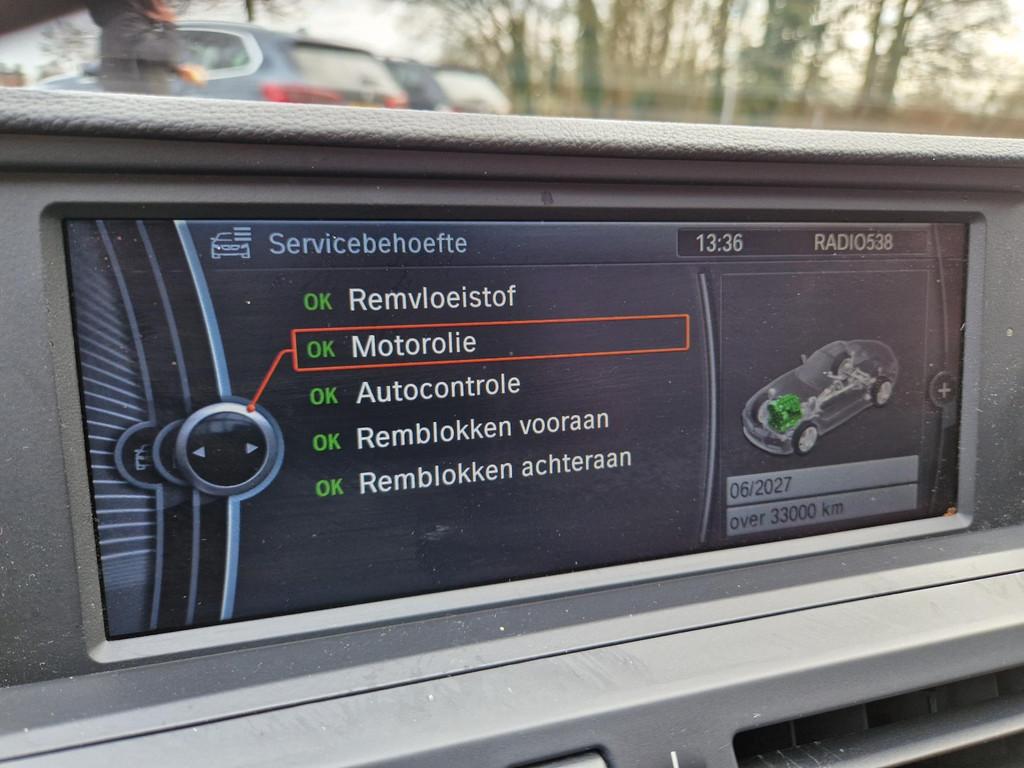 Servicebehoefte
13:36
RADIO538
OK Remvloeistof
OK Motorolie
OK Autocontrole
OK Remblokken vooraan
OK Remblokken achteraan
06/2027
over 33000 km